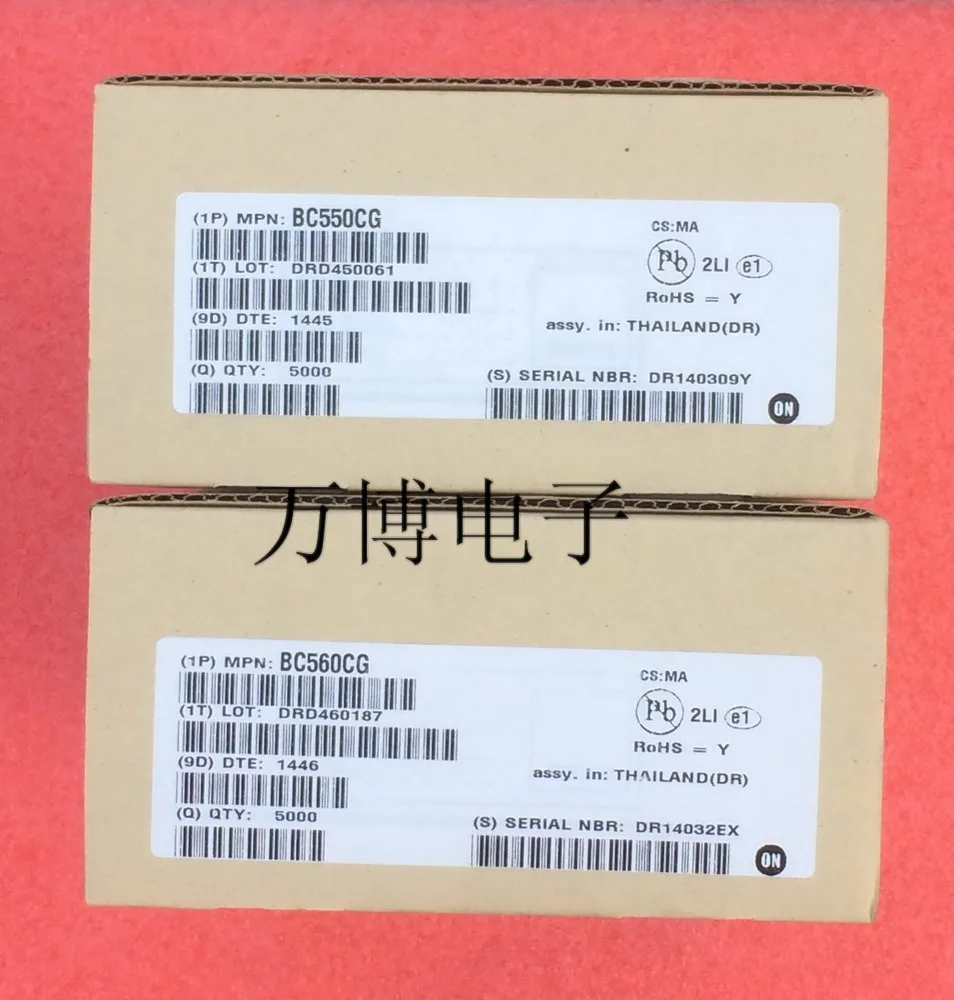 (1P) MPN: BC550CG
CS:MA
(1T) LOT: DRD450061
Pb 2LI e1
RoHS = Y
(9D) DTE: 1445
assy. in: THAILAND(DR)
(Q) QTY: 5000
(S) SERIAL NBR: DR140309Y
ON
万博电子
(1P) MPN: BC560CG
CS:MA
(1T) LOT: DRD460187
Pb 2LI e1
RoHS = Y
(9D) DTE: 1446
assy. in: THAILAND(DR)
(Q) QTY: 5000
(S) SERIAL NBR: DR14032EX
ON